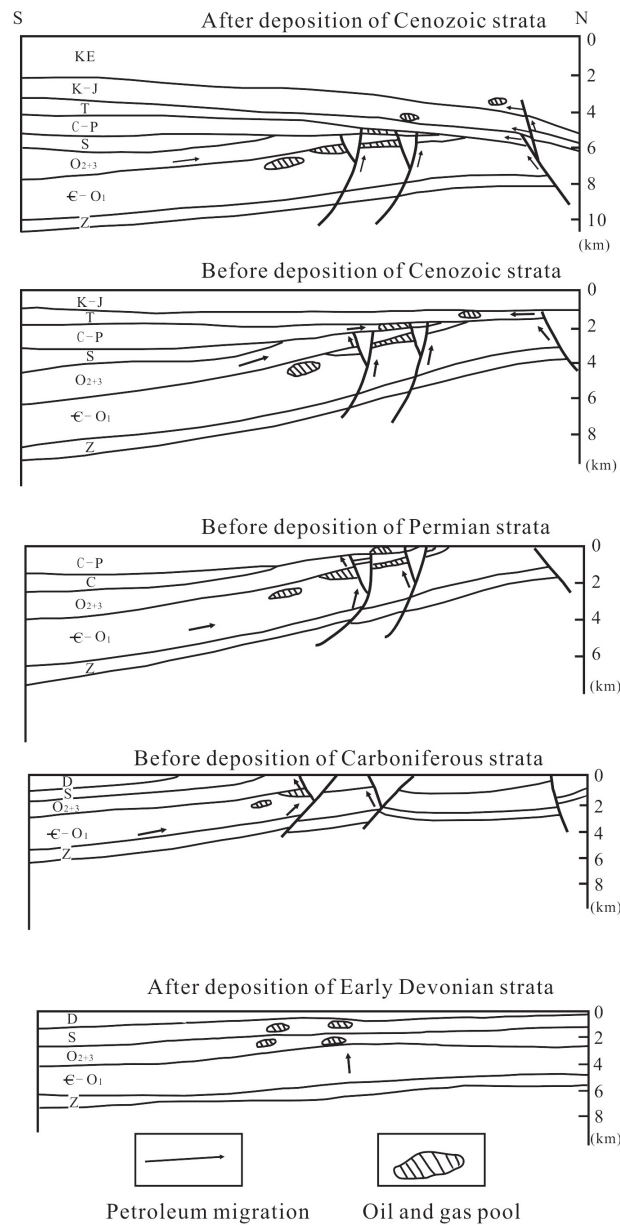 S After deposition of Cenozoic strata N
0
KE
2
K-J
T
4
C-P
S
6
O2+3
8
Ꞓ-O1
Z
10
(km)
Before deposition of Cenozoic strata
0
K-J
T
2
C-P
S
4
O2+3
6
Ꞓ-O1
8
Z
(km)
Before deposition of Permian strata
0
C-P
C
2
O2+3
4
Ꞓ-O1
6
Z
(km)
Before deposition of Carboniferous strata
0
D
S
O2+3
2
Ꞓ-O1
4
Z
6
8
(km)
After deposition of Early Devonian strata
0
D
S
2
O2+3
4
Ꞓ-O1
6
Z
8
(km)
Petroleum migration Oil and gas pool